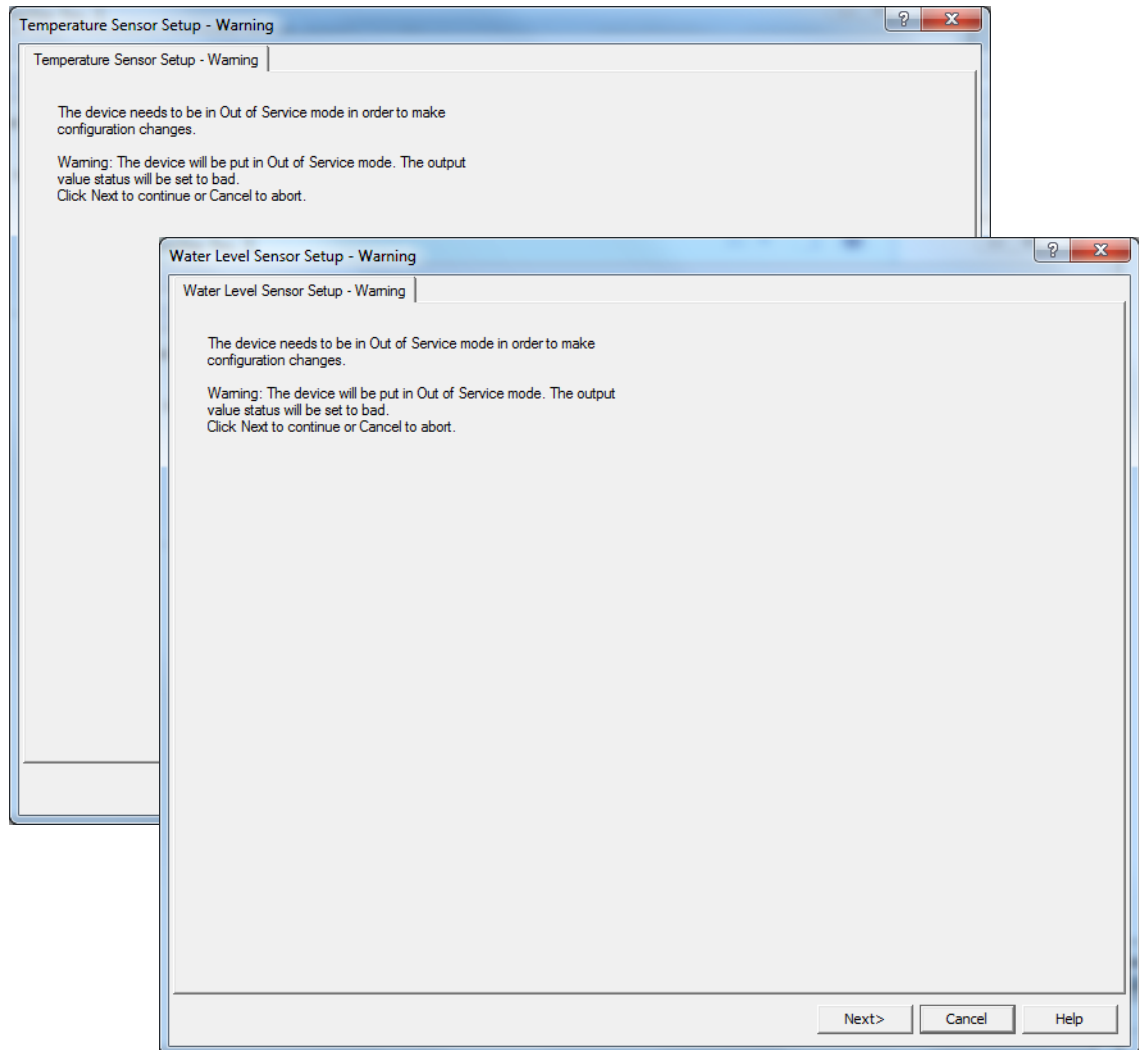 Temperature Sensor Setup - Warning
Temperature Sensor Setup - Warning
The device needs to be in Out of Service mode in order to make
configuration changes.
Warning: The device will be put in Out of Service mode. The output
value status will be set to bad.
Click Next to continue or Cancel to abort.
Water Level Sensor Setup - Warning
Water Level Sensor Setup - Warning
The device needs to be in Out of Service mode in order to make
configuration changes.
Warning: The device will be put in Out of Service mode. The output
value status will be set to bad.
Click Next to continue or Cancel to abort.
Next> Cancel Help